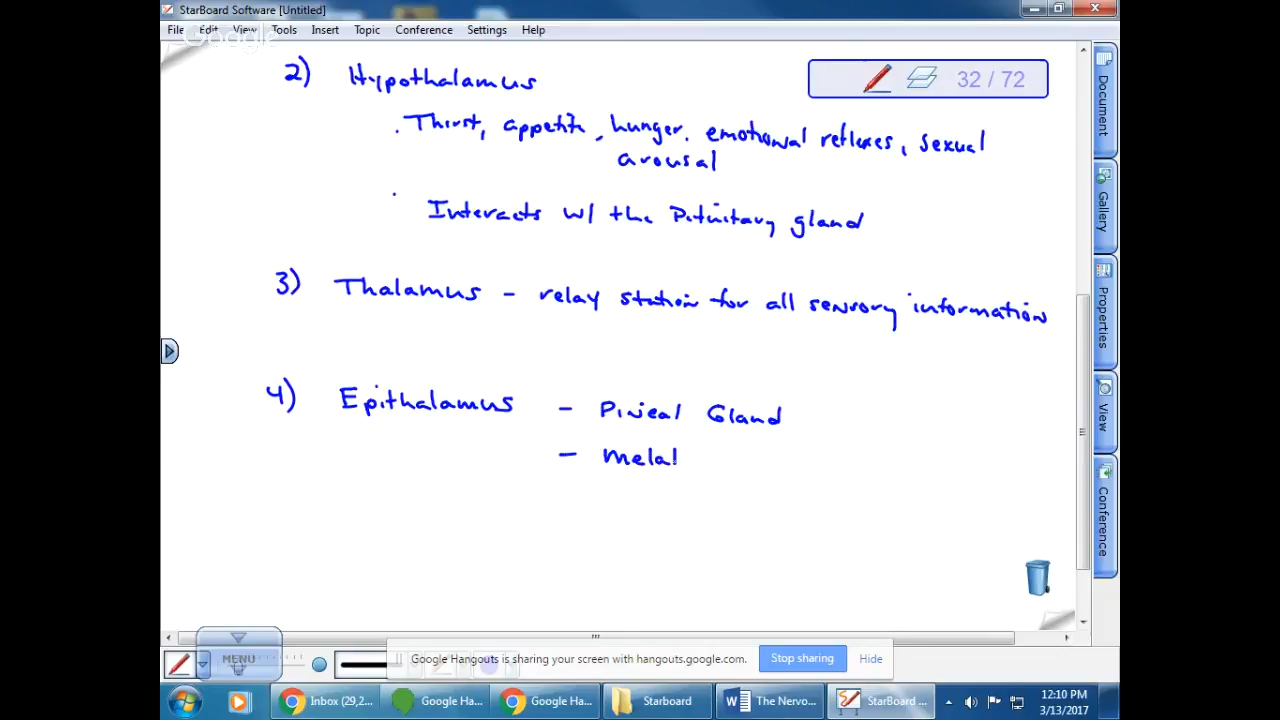 StarBoard Software [Untitled]
File Edit View Tools Insert Topic Conference Settings Help
Google
32 / 72
2) Hypothalamus
. Thirst, appetite, hunger. emotional reflexes, sexual
arousal
. Interacts w/ the Pituitary gland
3) Thalamus - relay station for all sensory information
4) Epithalamus - Pineal Gland
- Melat
Document
Gallery
Properties
View
Conference
MENU
Google Hangouts is sharing your screen with hangouts.google.com. Stop sharing Hide
Inbox (29,2... Google Ha... Google Ha... Starboard The Nervo... StarBoard ...
12:10 PM
3/13/2017